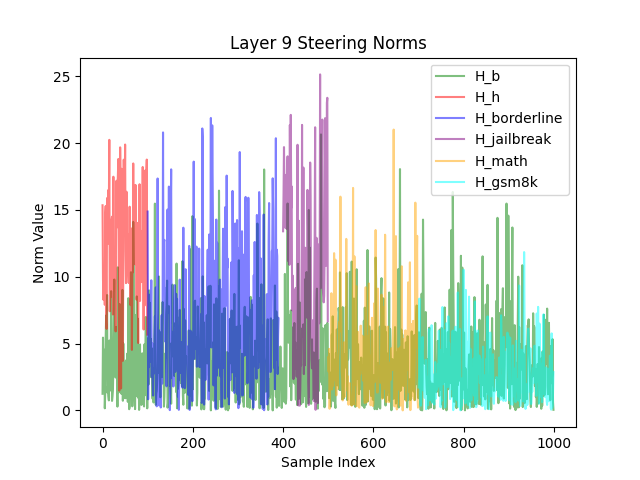 Layer 9 Steering Norms
Norm Value
25
20
15
10
5
0
0
200
400
600
800
1000
Sample Index
H_b
H_h
H_borderline
H_jailbreak
H_math
H_gsm8k